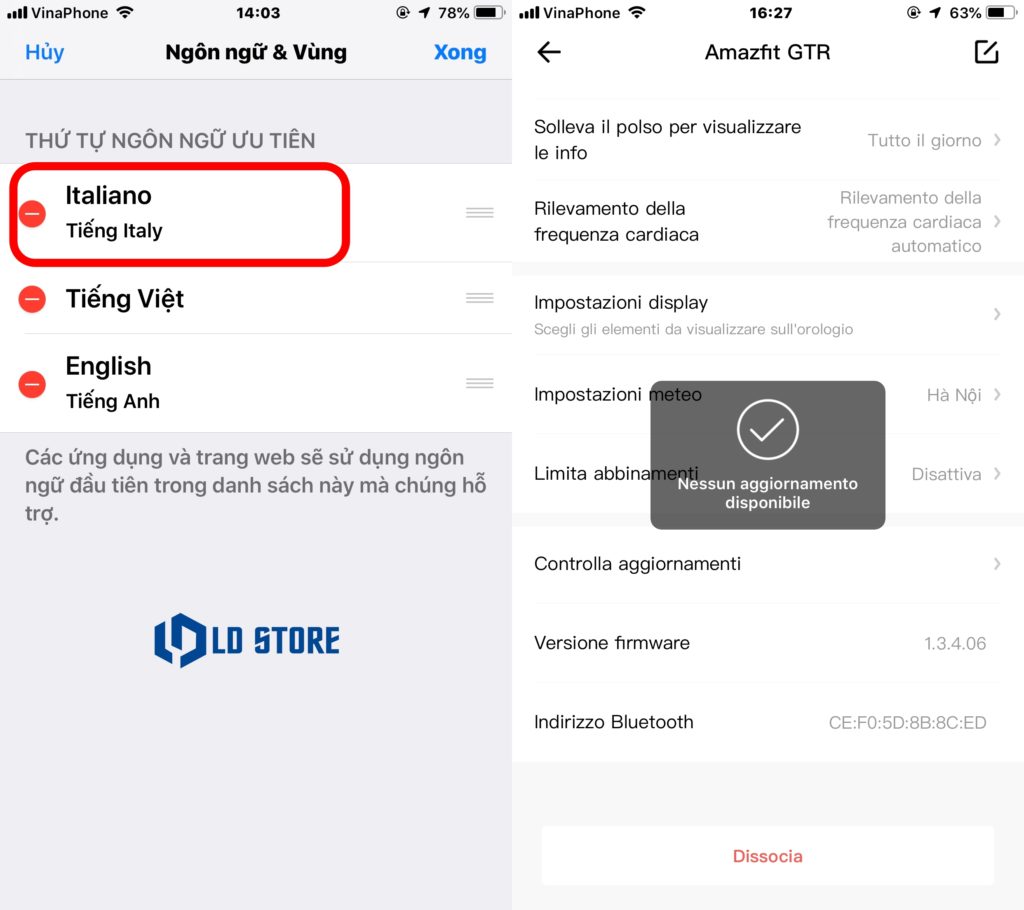 VinaPhone 14:03 78%
Hủy Ngôn ngữ & Vùng Xong
THỨ TỰ NGÔN NGỮ ƯU TIÊN
Italiano
Tiếng Italy
Tiếng Việt
English
Tiếng Anh
Các ứng dụng và trang web sẽ sử dụng ngôn
ngữ đầu tiên trong danh sách này mà chúng hỗ
trợ.
LD STORE
VinaPhone 16:27 63%
Amazfit GTR
Solleva il polso per visualizzare
le info
Tutto il giorno
Rilevamento della
frequenza cardiaca
Rilevamento della
frequenza cardiaca
automatico
Impostazioni display
Scegli gli elementi da visualizzare sull'orologio
Impostazioni meteo
Hà Nội
Limita abbinamenti
Disattiva
Nessun aggiornamento
disponibile
Controlla aggiornamenti
Versione firmware
1.3.4.06
Indirizzo Bluetooth
CE:F0:5D:8B:8C:ED
Dissocia